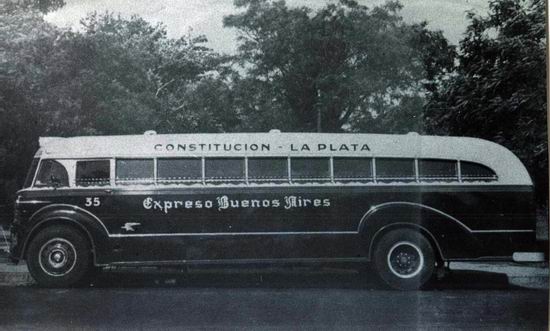 CONSTITUCION - LA PLATA
35
Expreso Buenos Aires